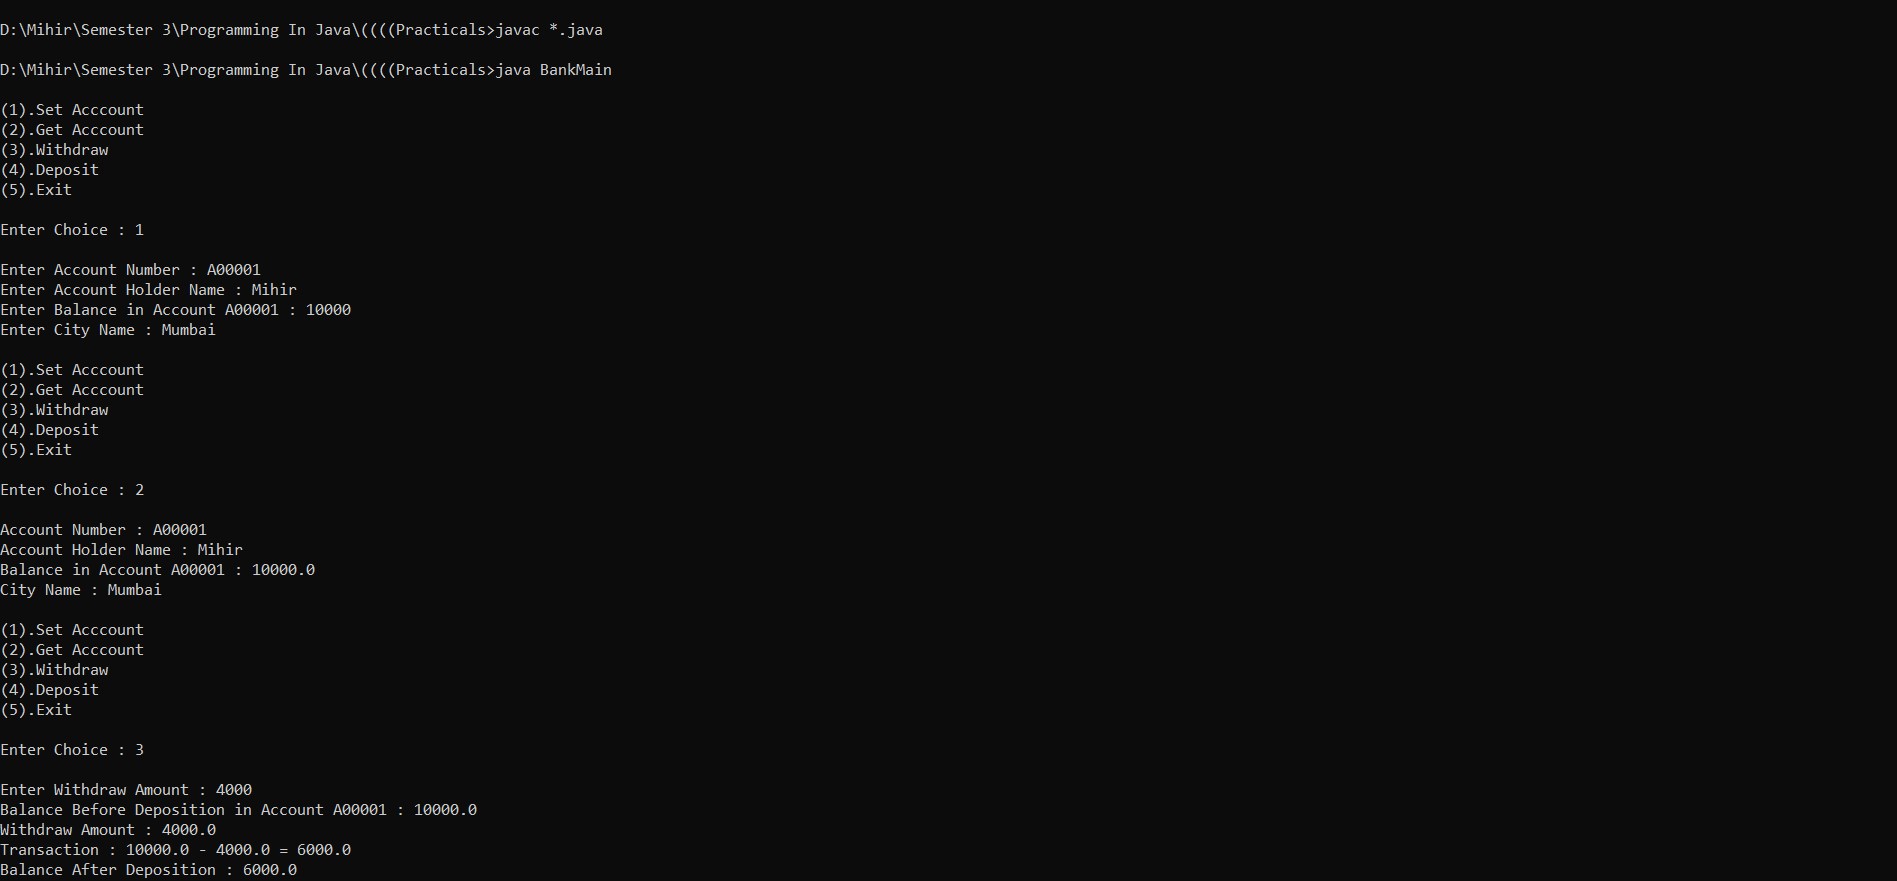 D:\Mihir\Semester 3\Programming In Java\((((Practicals>javac *.java
D:\Mihir\Semester 3\Programming In Java\((((Practicals>java BankMain
(1).Set Acccount
(2).Get Acccount
(3).Withdraw
(4).Deposit
(5).Exit
Enter Choice : 1
Enter Account Number : A00001
Enter Account Holder Name : Mihir
Enter Balance in Account A00001 : 10000
Enter City Name : Mumbai
(1).Set Acccount
(2).Get Acccount
(3).Withdraw
(4).Deposit
(5).Exit
Enter Choice : 2
Account Number : A00001
Account Holder Name : Mihir
Balance in Account A00001 : 10000.0
City Name : Mumbai
(1).Set Acccount
(2).Get Acccount
(3).Withdraw
(4).Deposit
(5).Exit
Enter Choice : 3
Enter Withdraw Amount : 4000
Balance Before Deposition in Account A00001 : 10000.0
Withdraw Amount : 4000.0
Transaction : 10000.0 - 4000.0 = 6000.0
Balance After Deposition : 6000.0